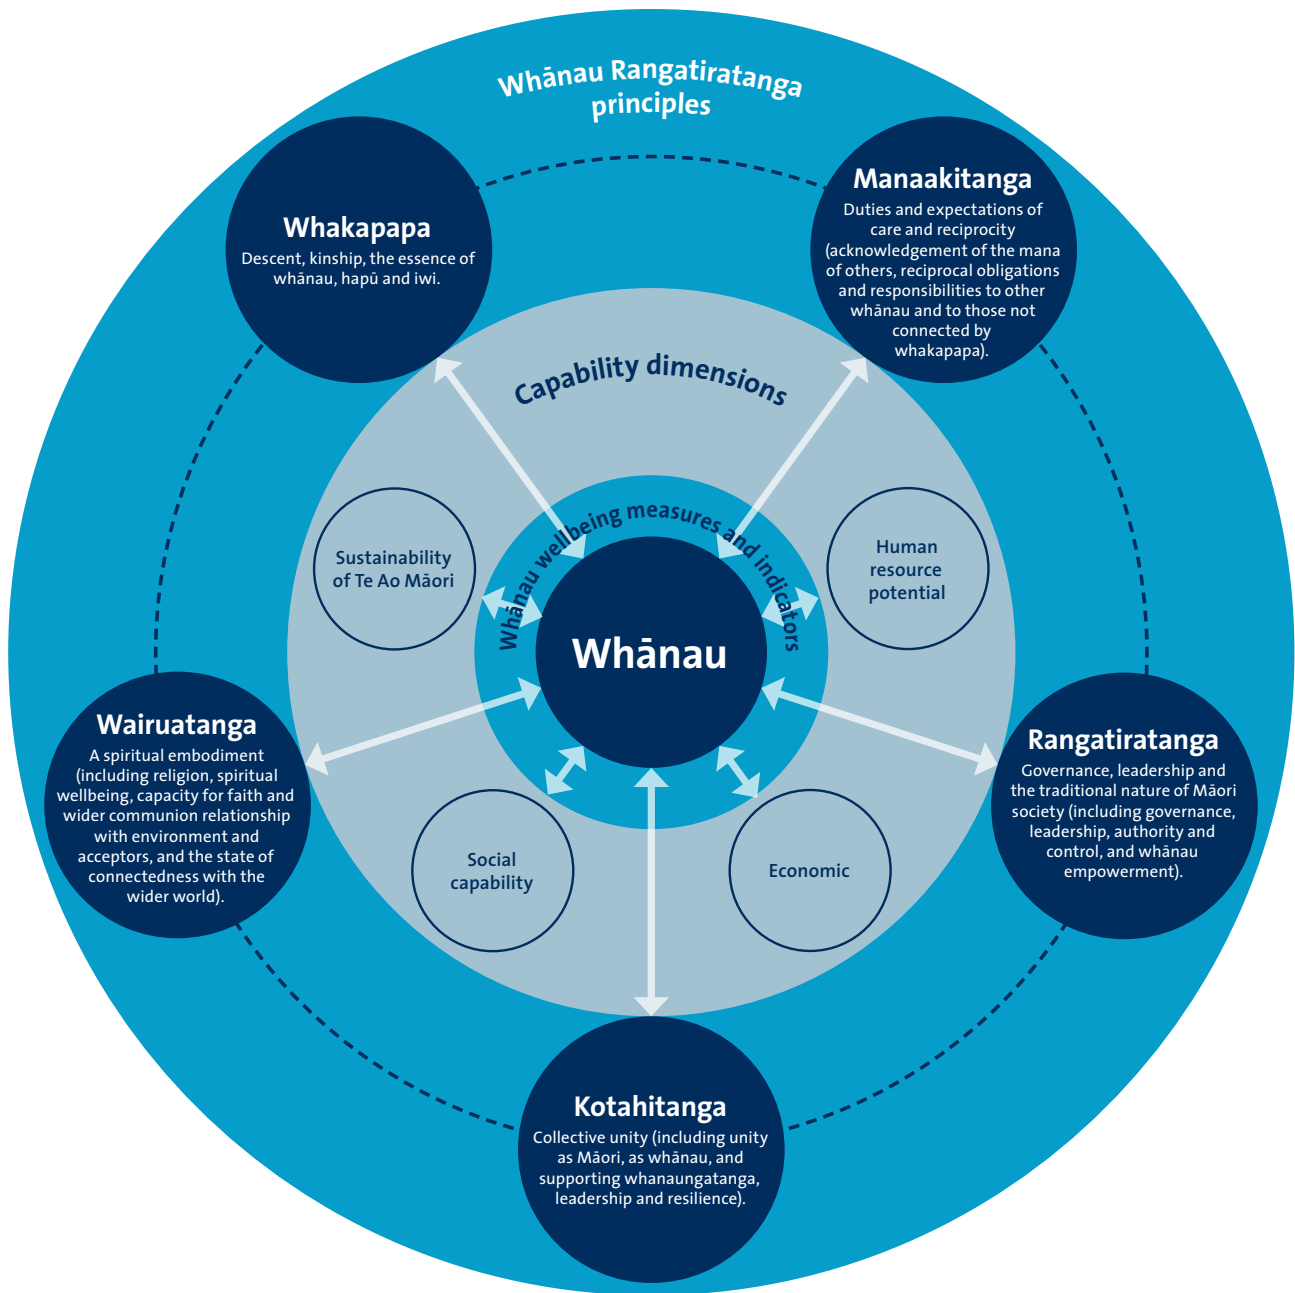 Whānau Rangatiratanga
principles
Whakapapa
Descent, kinship, the essence of
whānau, hapū and iwi.
Manaakitanga
Duties and expectations of
care and reciprocity
(acknowledgement of the mana
of others, reciprocal obligations
and responsibilities to other
whānau and to those not
connected by
whakapapa).
Capability dimensions
Whānau wellbeing measures and indicators
Sustainability
of Te Ao Māori
Human
resource
potential
Whānau
Wairuatanga
A spiritual embodiment
(including religion, spiritual
wellbeing, capacity for faith and
wider communion relationship
with environment and
acceptors, and the state of
connectedness with the
wider world).
Rangatiratanga
Governance, leadership and
the traditional nature of Māori
society (including governance,
leadership, authority and
control, and whānau
empowerment).
Social
capability
Economic
Kotahitanga
Collective unity (including unity
as Māori, as whānau, and
supporting whanaungatanga,
leadership and resilience).